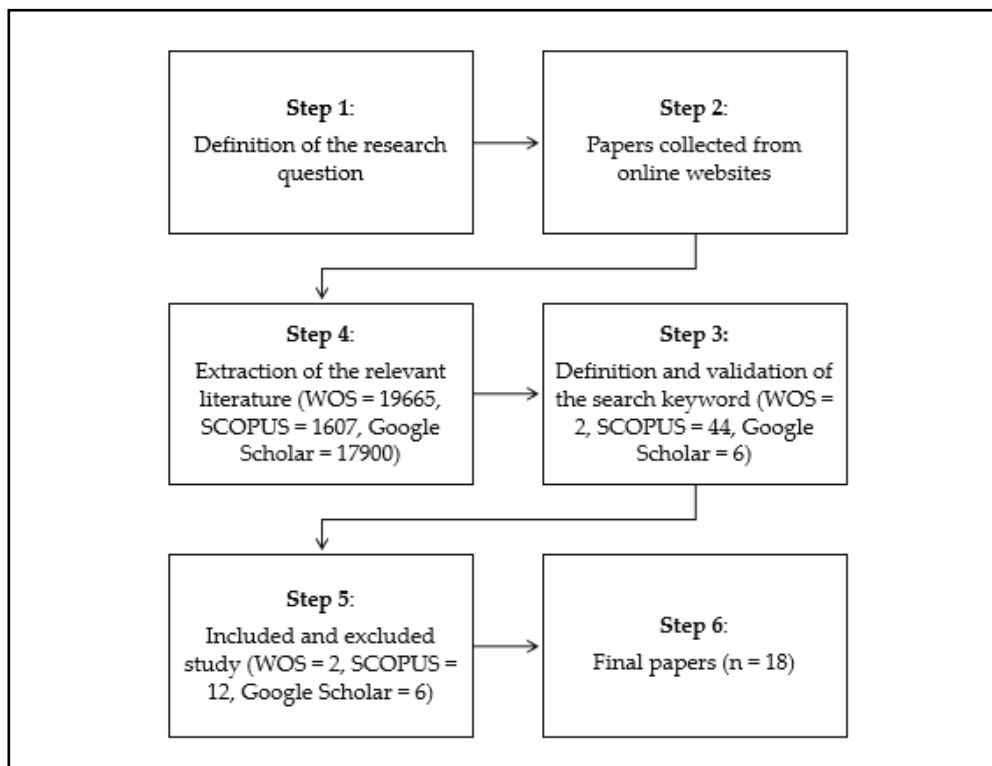 Step 1:
Definition of the research
question
Step 2:
Papers collected from
online websites
Step 4:
Extraction of the relevant
literature (WOS = 19665,
SCOPUS = 1607, Google
Scholar = 17900)
Step 3:
Definition and validation of
the search keyword (WOS =
2, SCOPUS = 44, Google
Scholar = 6)
Step 5:
Included and excluded
study (WOS = 2, SCOPUS =
12, Google Scholar = 6)
Step 6:
Final papers (n = 18)